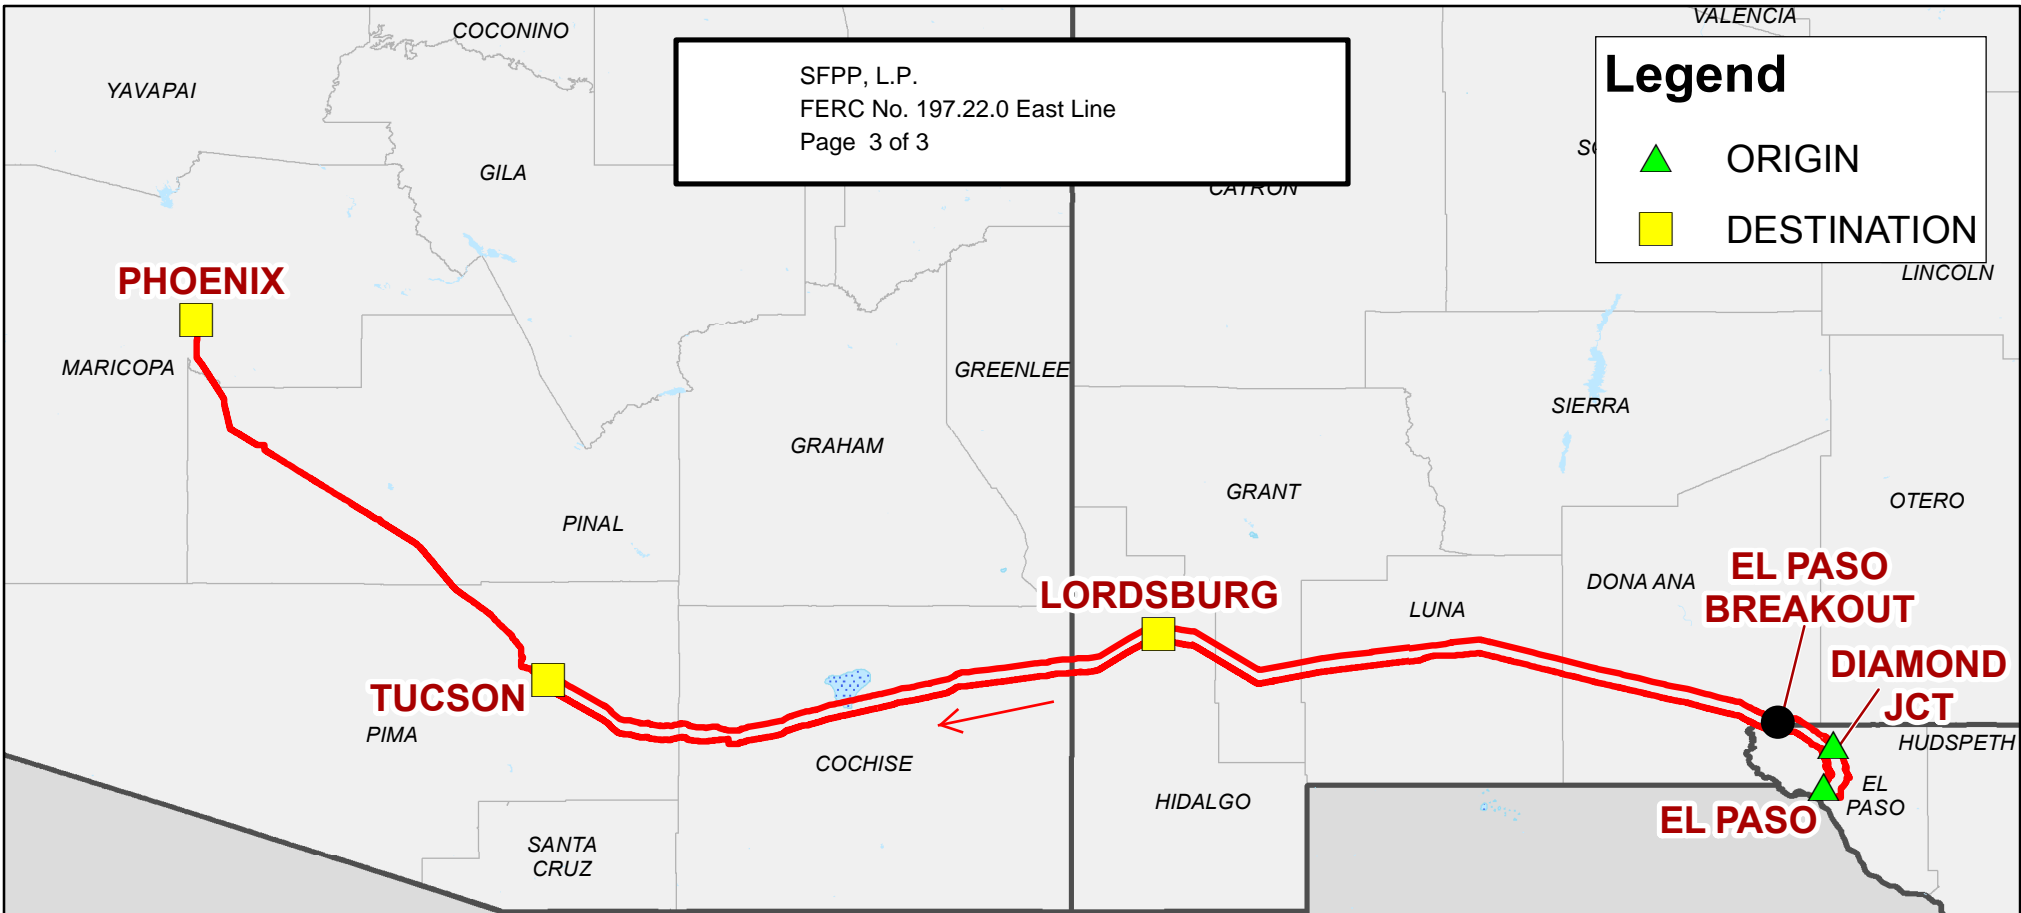 COCONINO
VALENCIA
YAVAPAI
SFPP, L.P.
FERC No. 197.22.0 East Line
Page 3 of 3
Legend
ORIGIN
DESTINATION
GILA
CATRON
LINCOLN
PHOENIX
MARICOPA
GREENLEE
SIERRA
GRAHAM
GRANT
OTERO
PINAL
EL PASO
BREAKOUT
DONA ANA
LORDSBURG
LUNA
DIAMOND
JCT
TUCSON
PIMA
HUDSPETH
COCHISE
HIDALGO
EL
PASO
EL PASO
SANTA
CRUZ